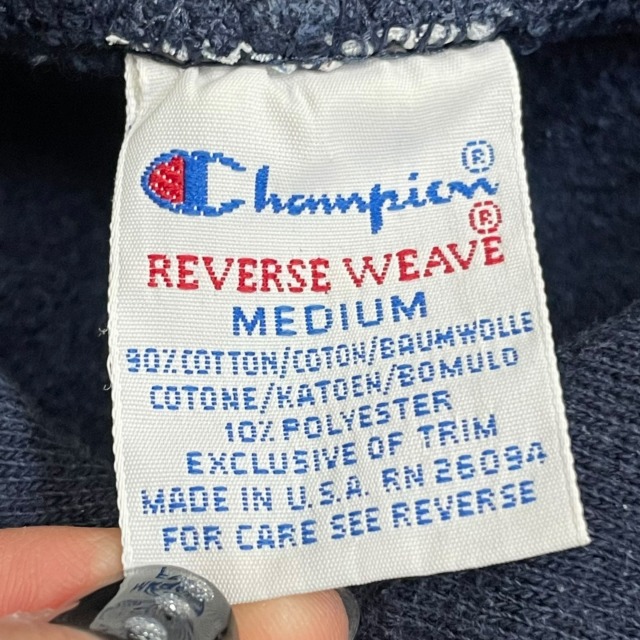 Champion®
REVERSE WEAVE®
MEDIUM
90% COTTON/COTON/BAUMWOLLE
COTONE/KATOEN/BOMULD
10% POLYESTER
EXCLUSIVE OF TRIM
MADE IN U.S.A. RN 26094
FOR CARE SEE REVERSE